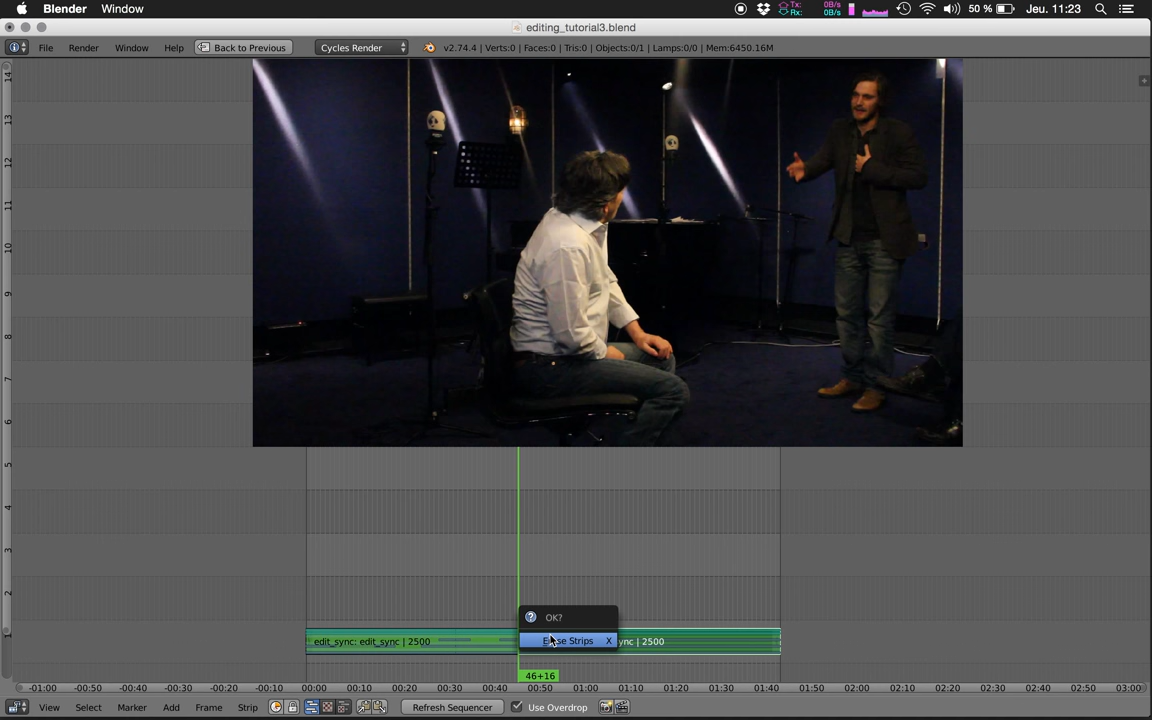 Blender Window Tx: Rx: 0B/s 0B/s 50 % Jeu. 11:23
editing_tutorial3.blend
File Render Window Help Back to Previous Cycles Render v2.74.4 | Verts:0 | Faces:0 | Tris:0 | Objects:0/1 | Lamps:0/0 | Mem:6450.16M
14
13
12
11
10
9
8
7
6
5
4
3
2
1
OK?
edit_sync: edit_sync | 2500 Strips X ync | 2500
46+16
-01:00 -00:50 -00:40 -00:30 -00:20 -00:10 00:00 00:10 00:20 00:30 00:40 00:50 01:00 01:10 01:20 01:30 01:40 01:50 02:00 02:10 02:20 02:30 02:40 02:50 03:00
View Select Marker Add Frame Strip Refresh Sequencer Use Overdrop